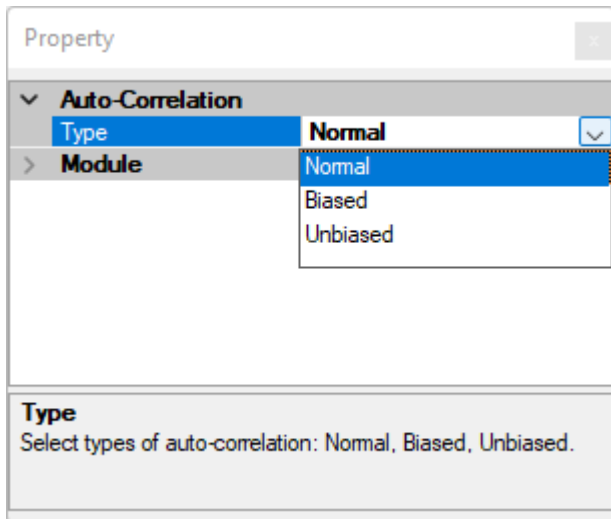 Property
x
Auto-Correlation
Type Normal
Module Normal
Biased
Unbiased
Type
Select types of auto-correlation: Normal, Biased, Unbiased.